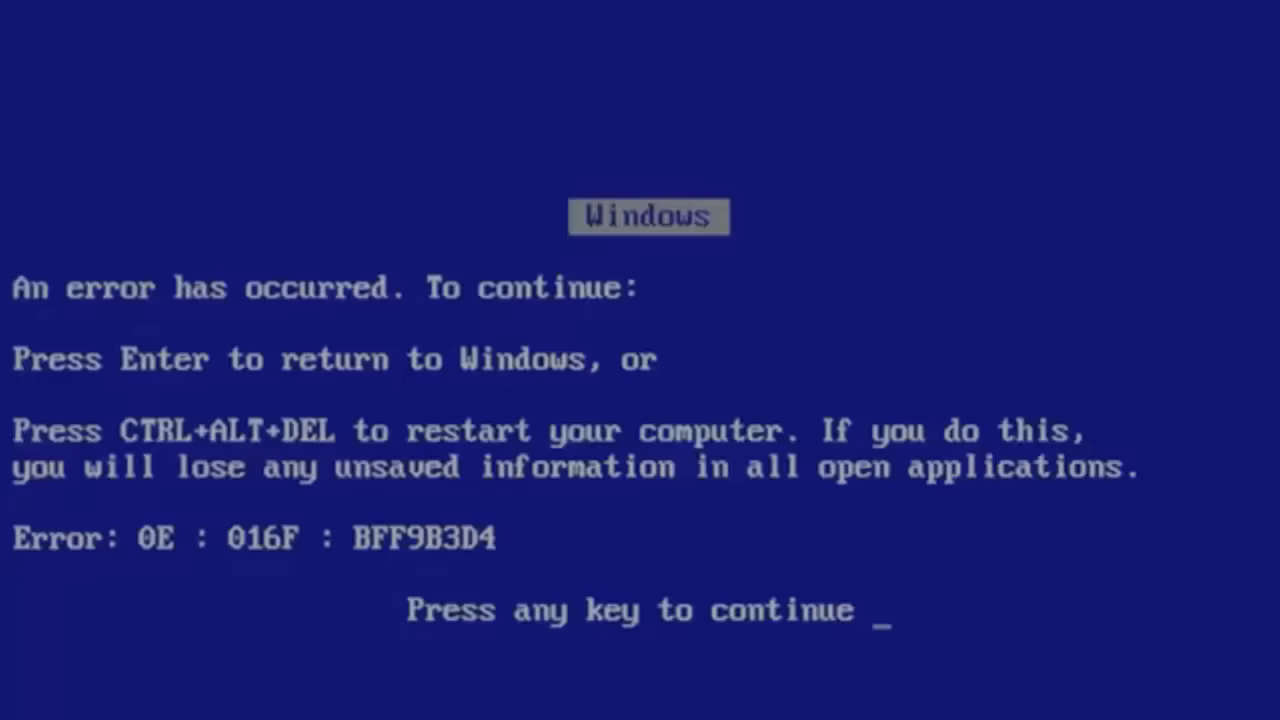 Windows
An error has occurred. To continue:
Press Enter to return to Windows, or
Press CTRL+ALT+DEL to restart your computer. If you do this,
you will lose any unsaved information in all open applications.
Error: 0E : 016F : BFF9B3D4
Press any key to continue _